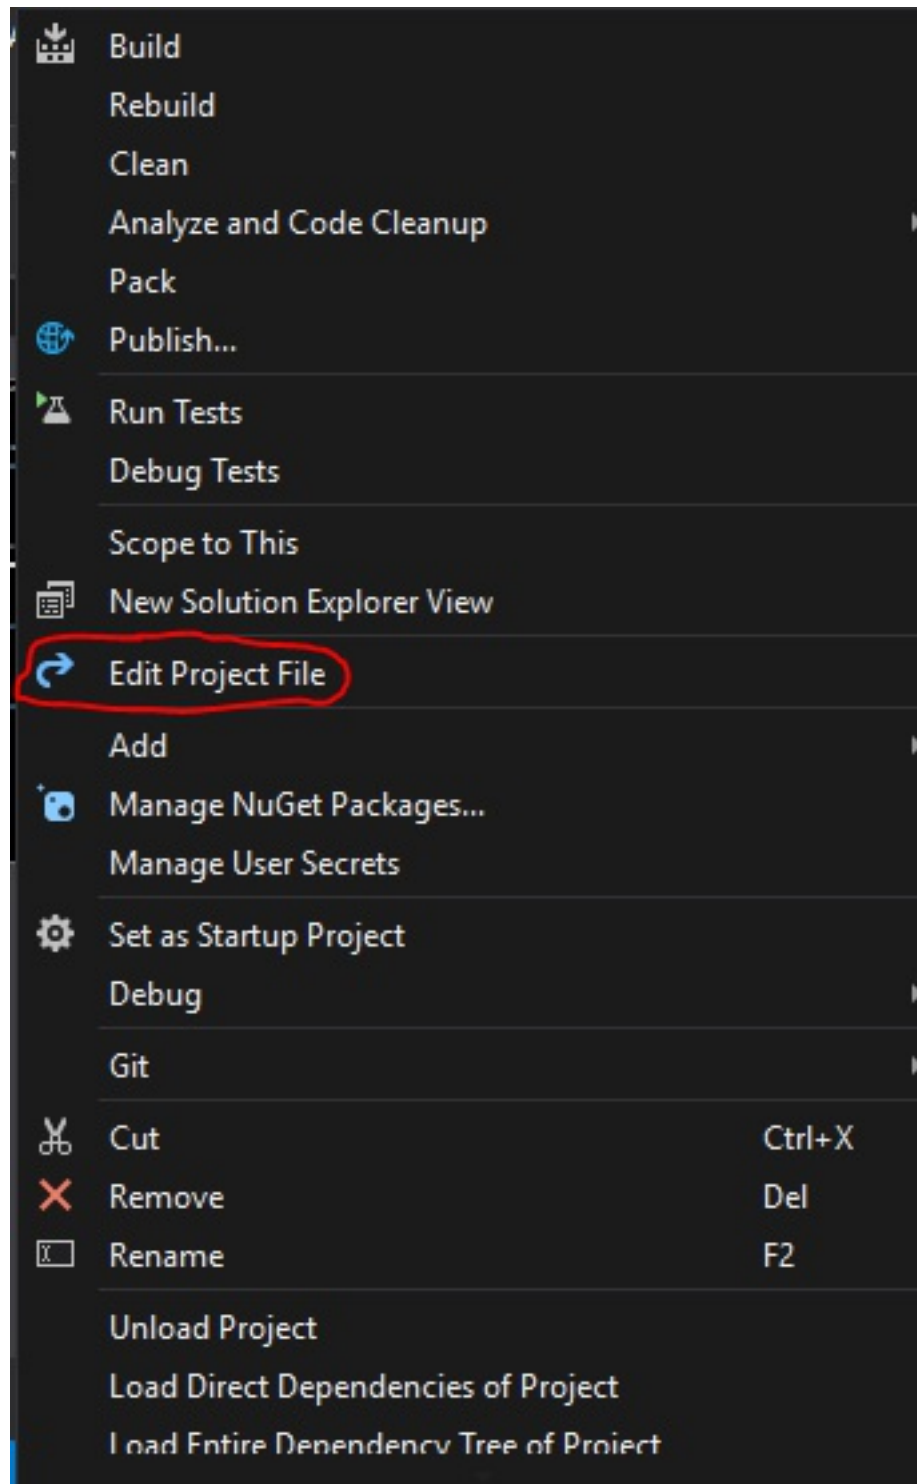 Build
Rebuild
Clean
Analyze and Code Cleanup
Pack
Publish...
Run Tests
Debug Tests
Scope to This
New Solution Explorer View
Edit Project File
Add
Manage NuGet Packages...
Manage User Secrets
Set as Startup Project
Debug
Git
Cut Ctrl+X
Remove Del
Rename F2
Unload Project
Load Direct Dependencies of Project
Load Entire Dependency Tree of Project